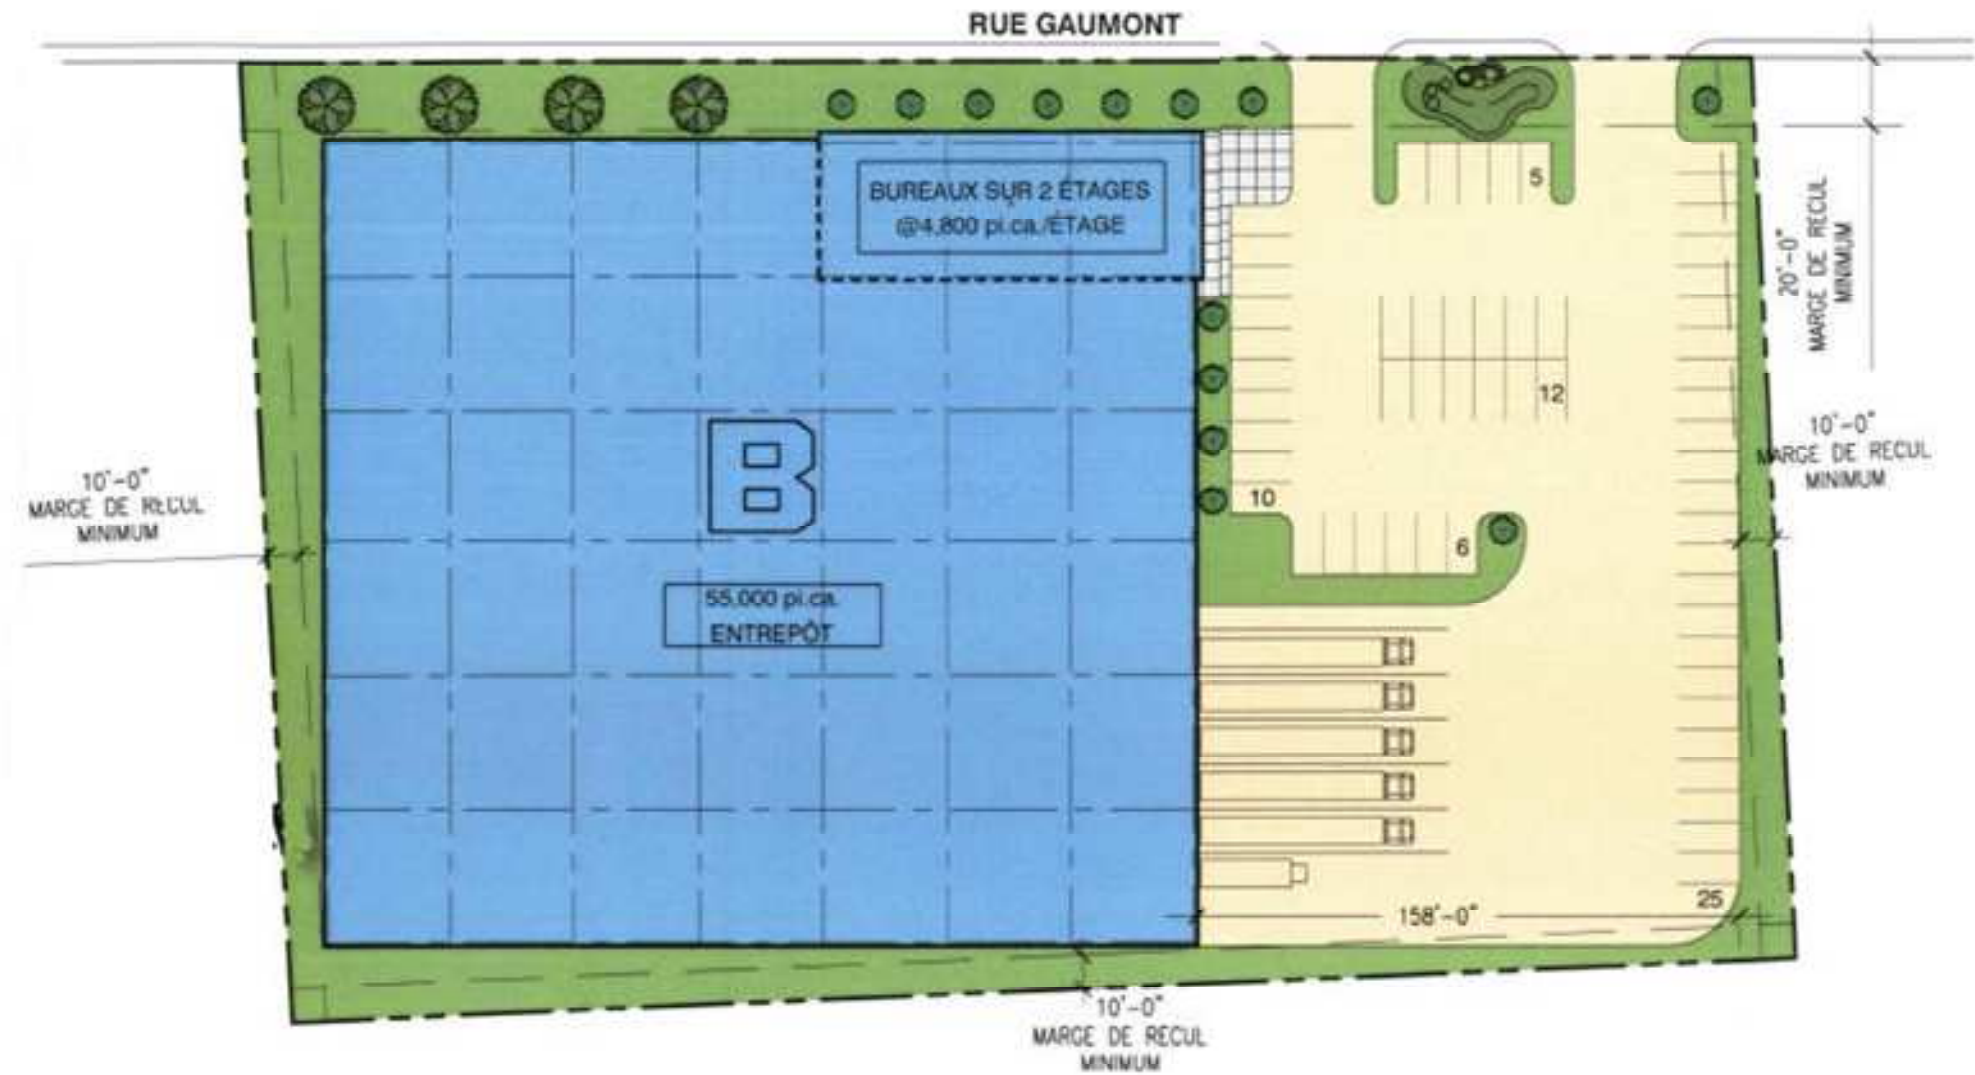 RUE GAUMONT
BUREAUX SUR 2 ÉTAGES
@4,800 pi.ca./ÉTAGE
5
20'-0"
MARGE DE RECUL
MINIMUM
12
10'-0"
MARGE DE RECUL
MINIMUM
B
10'-0"
MARGE DE RECUL
MINIMUM
10
6
55,000 pi.ca.
ENTREPÔT
25
158'-0"
10'-0"
MARGE DE RECUL
MINIMUM